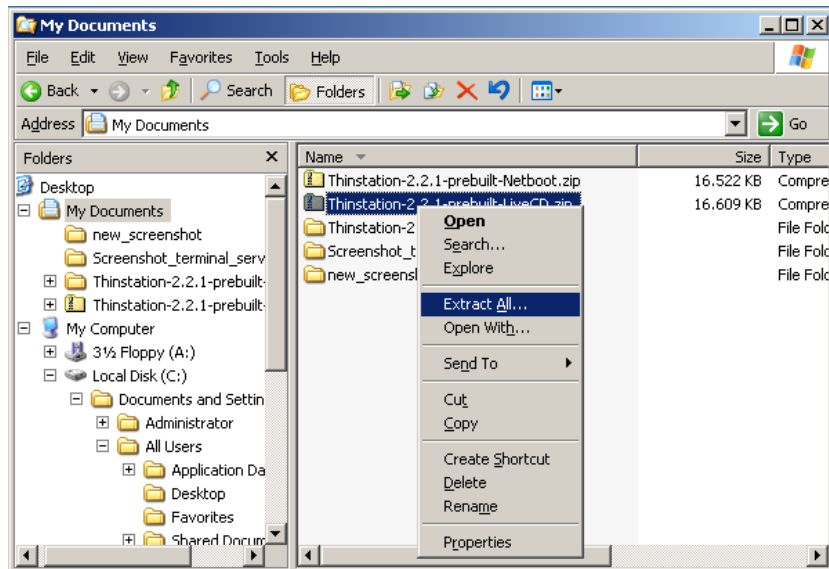 My Documents
File Edit View Favorites Tools Help
Back Search Folders
Address My Documents Go
Folders
Desktop
My Documents
new_screenshot
Screenshot_terminal_serv
Thinstation-2.2.1-prebuilt-
Thinstation-2.2.1-prebuilt-
My Computer
3½ Floppy (A:)
Local Disk (C:)
Documents and Settin
Administrator
All Users
Application Da
Desktop
Favorites
Shared Docum
Name Size Type
Thinstation-2.2.1-prebuilt-Netboot.zip 16.522 KB Compre
Thinstation-2.2.1-prebuilt-LiveCD.zip 16.609 KB Compre
Thinstation-2 File Fold
Screenshot_t File Fold
new_screensl File Fold
Open
Search...
Explore
Extract All...
Open With...
Send To
Cut
Copy
Create Shortcut
Delete
Rename
Properties